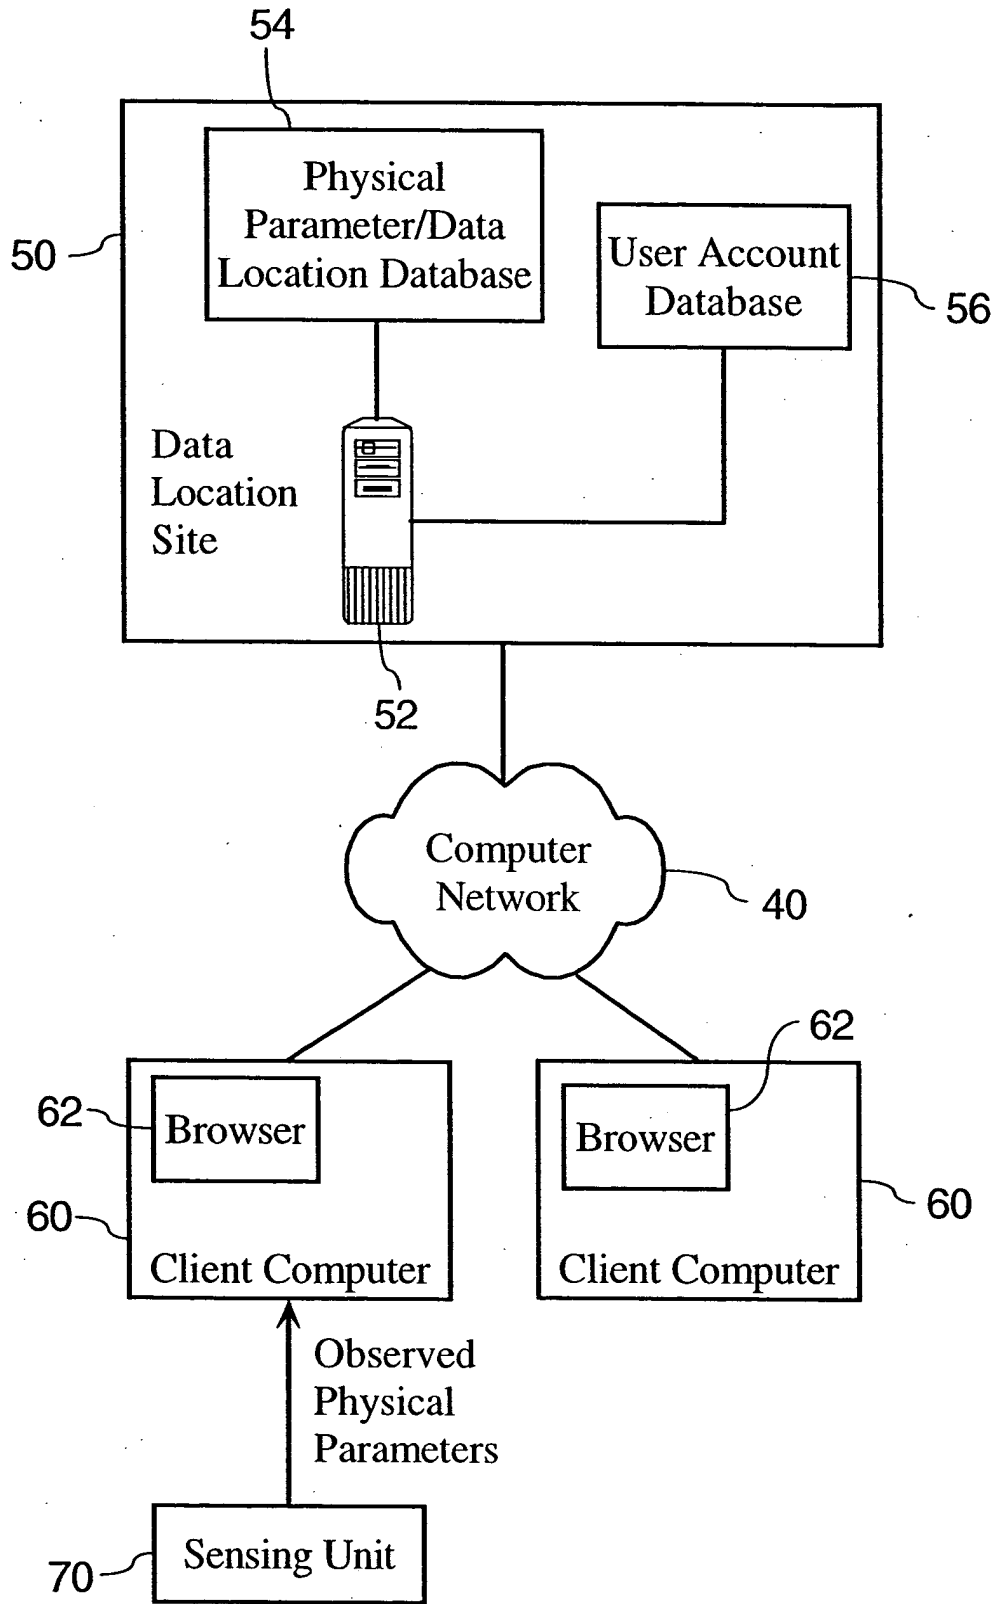 54
Physical
Parameter/Data
Location Database
50
User Account
Database
56
Data
Location
Site
52
Computer
Network
40
62
62
Browser
Browser
60
60
Client Computer
Client Computer
Observed
Physical
Parameters
70
Sensing Unit